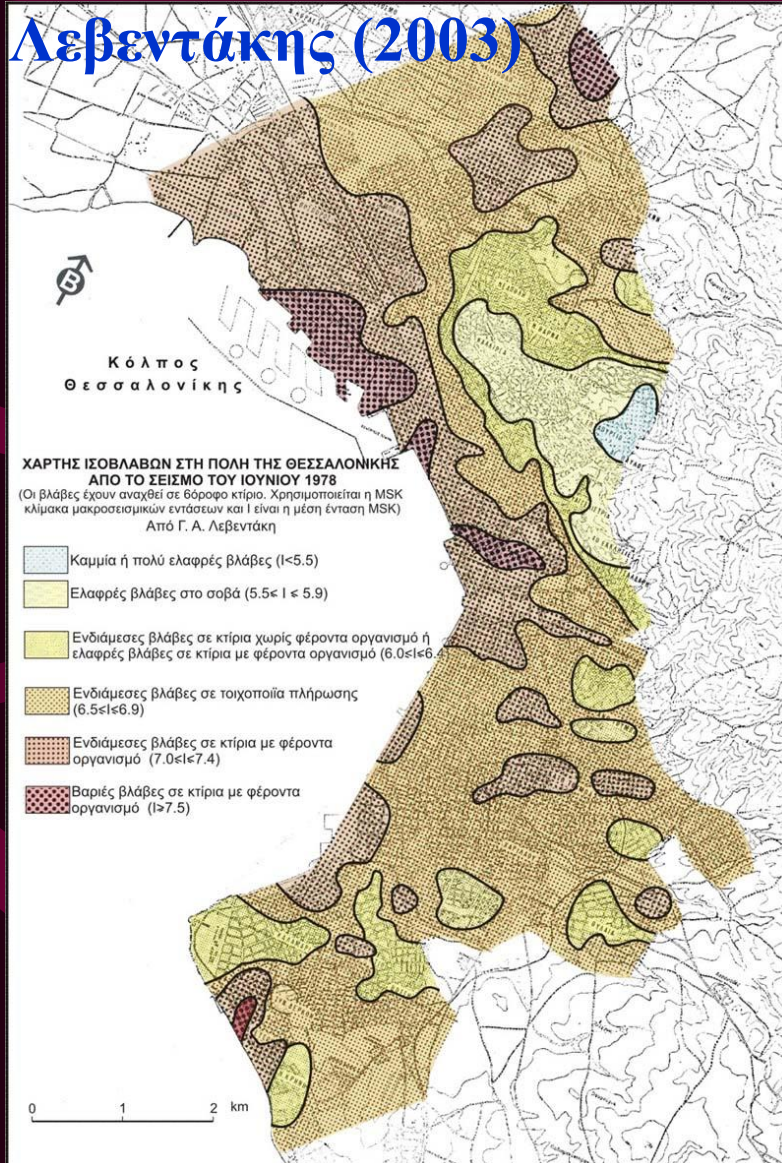 Λεβεντάκης (2003)
Β
Κόλπος
Θεσσαλονίκης
ΧΑΡΤΗΣ ΙΣΟΒΛΑΒΩΝ ΣΤΗ ΠΟΛΗ ΤΗΣ ΘΕΣΣΑΛΟΝΙΚΗΣ
ΑΠΟ ΤΟ ΣΕΙΣΜΟ ΤΟΥ ΙΟΥΝΙΟΥ 1978
(Οι βλάβες έχουν αναχθεί σε 6όροφο κτίριο. Χρησιμοποιείται η MSK
κλίμακα μακροσεισμικών εντάσεων και Ι είναι η μέση ένταση MSK)
Από Γ. Α. Λεβεντάκη
Καμμία ή πολύ ελαφρές βλάβες (I<5.5)
Ελαφρές βλάβες στο σοβά (5.5≤ I ≤ 5.9)
Ενδιάμεσες βλάβες σε κτίρια χωρίς φέροντα οργανισμό ή
ελαφρές βλάβες σε κτίρια με φέροντα οργανισμό (6.0≤I≤6.4
Ενδιάμεσες βλάβες σε τοιχοποιϊα πλήρωσης
(6.5≤I≤6.9)
Ενδιάμεσες βλάβες σε κτίρια με φέροντα
οργανισμό (7.0≤I≤7.4)
Βαριές βλάβες σε κτίρια με φέροντα
οργανισμό (I≥7.5)
0 1 2 km